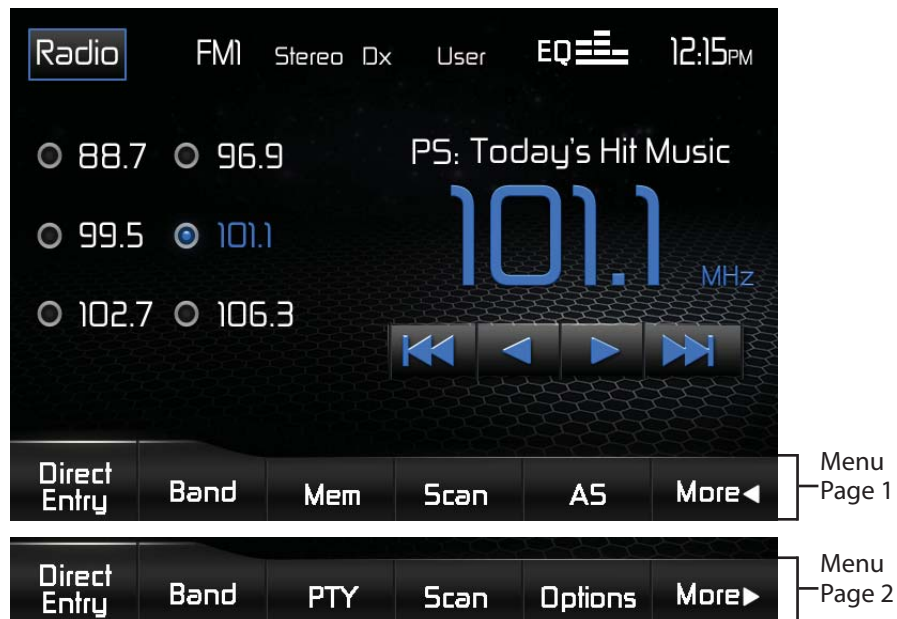 Radio FM1 Stereo Dx User EQ 12:15PM
88.7 96.9
PS: Today's Hit Music
99.5 101.1
101.1 MHz
102.7 106.3
Direct Entry Band Mem Scan AS More
Menu Page 1
Direct Entry Band PTY Scan Options More
Menu Page 2